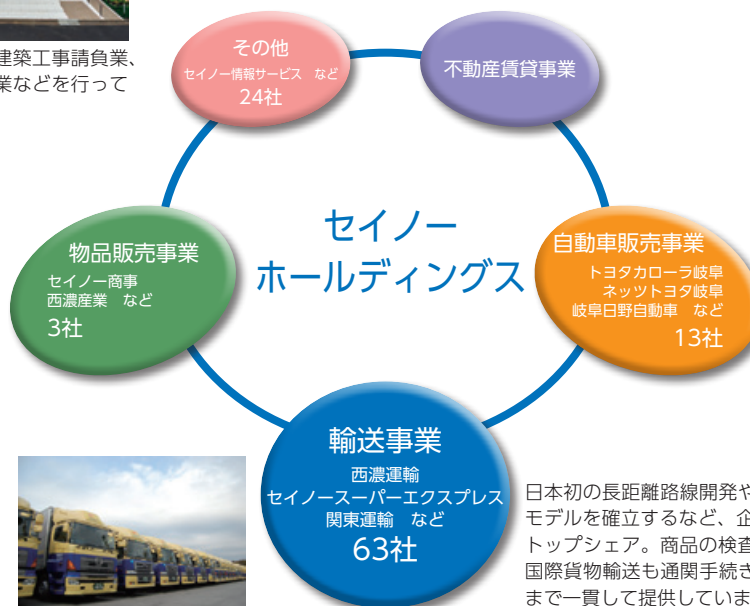 建築工事請負業、
業などを行って
その他
セイノー情報サービス など
24社
不動産賃貸事業
セイノー
ホールディングス
物品販売事業
セイノー商事
西濃産業 など
3社
自動車販売事業
トヨタカローラ岐阜
ネッツトヨタ岐阜
岐阜日野自動車 など
13社
輸送事業
西濃運輸
セイノースーパーエクスプレス
関東運輸 など
63社
日本初の長距離路線開発や
モデルを確立するなど、企
トップシェア。商品の検査
国際貨物輸送も通関手続き
まで一貫して提供していま